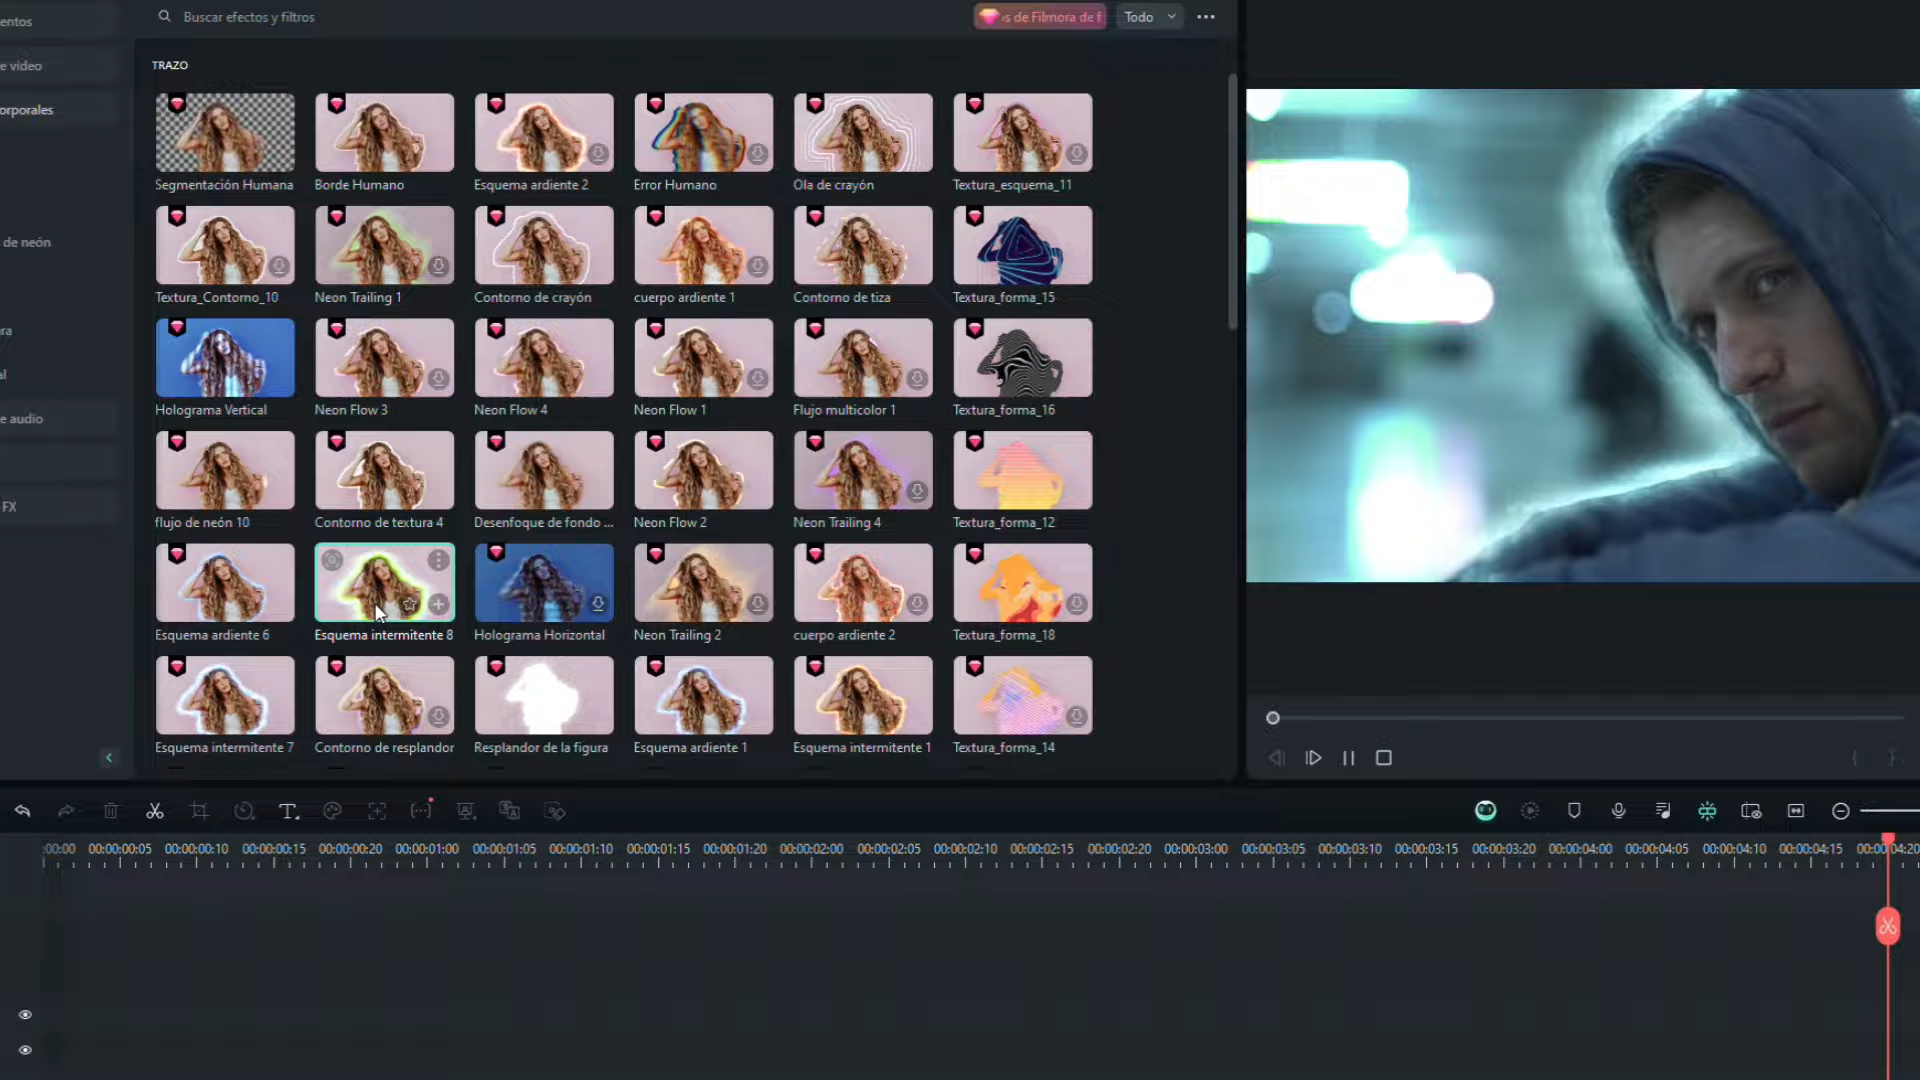 entos
Buscar efectos y filtros
s de Filmora de f
Todo
e video
TRAZO
orporales
Segmentación Humana
Borde Humano
Esquema ardiente 2
Error Humano
Ola de crayón
Textura_esquema_11
de neón
Textura_Contorno_10
Neon Trailing 1
Contorno de crayón
cuerpo ardiente 1
Contorno de tiza
Textura_forma_15
ra
al
Holograma Vertical
Neon Flow 3
Neon Flow 4
Neon Flow 1
Flujo multicolor 1
Textura_forma_16
e audio
FX
flujo de neón 10
Contorno de textura 4
Desenfoque de fondo ...
Neon Flow 2
Neon Trailing 4
Textura_forma_12
Esquema ardiente 6
Esquema intermitente 8
Holograma Horizontal
Neon Trailing 2
cuerpo ardiente 2
Textura_forma_18
Esquema intermitente 7
Contorno de resplandor
Resplandor de la figura
Esquema ardiente 1
Esquema intermitente 1
Textura_forma_14
:00:00 00:00:00:05 00:00:00:10 00:00:00:15 00:00:00:20 00:00:01:00 00:00:01:05 00:00:01:10 00:00:01:15 00:00:01:20 00:00:02:00 00:00:02:05 00:00:02:10 00:00:02:15 00:00:02:20 00:00:03:00 00:00:03:05 00:00:03:10 00:00:03:15 00:00:03:20 00:00:04:00 00:00:04:05 00:00:04:10 00:00:04:15 00:00:04:20